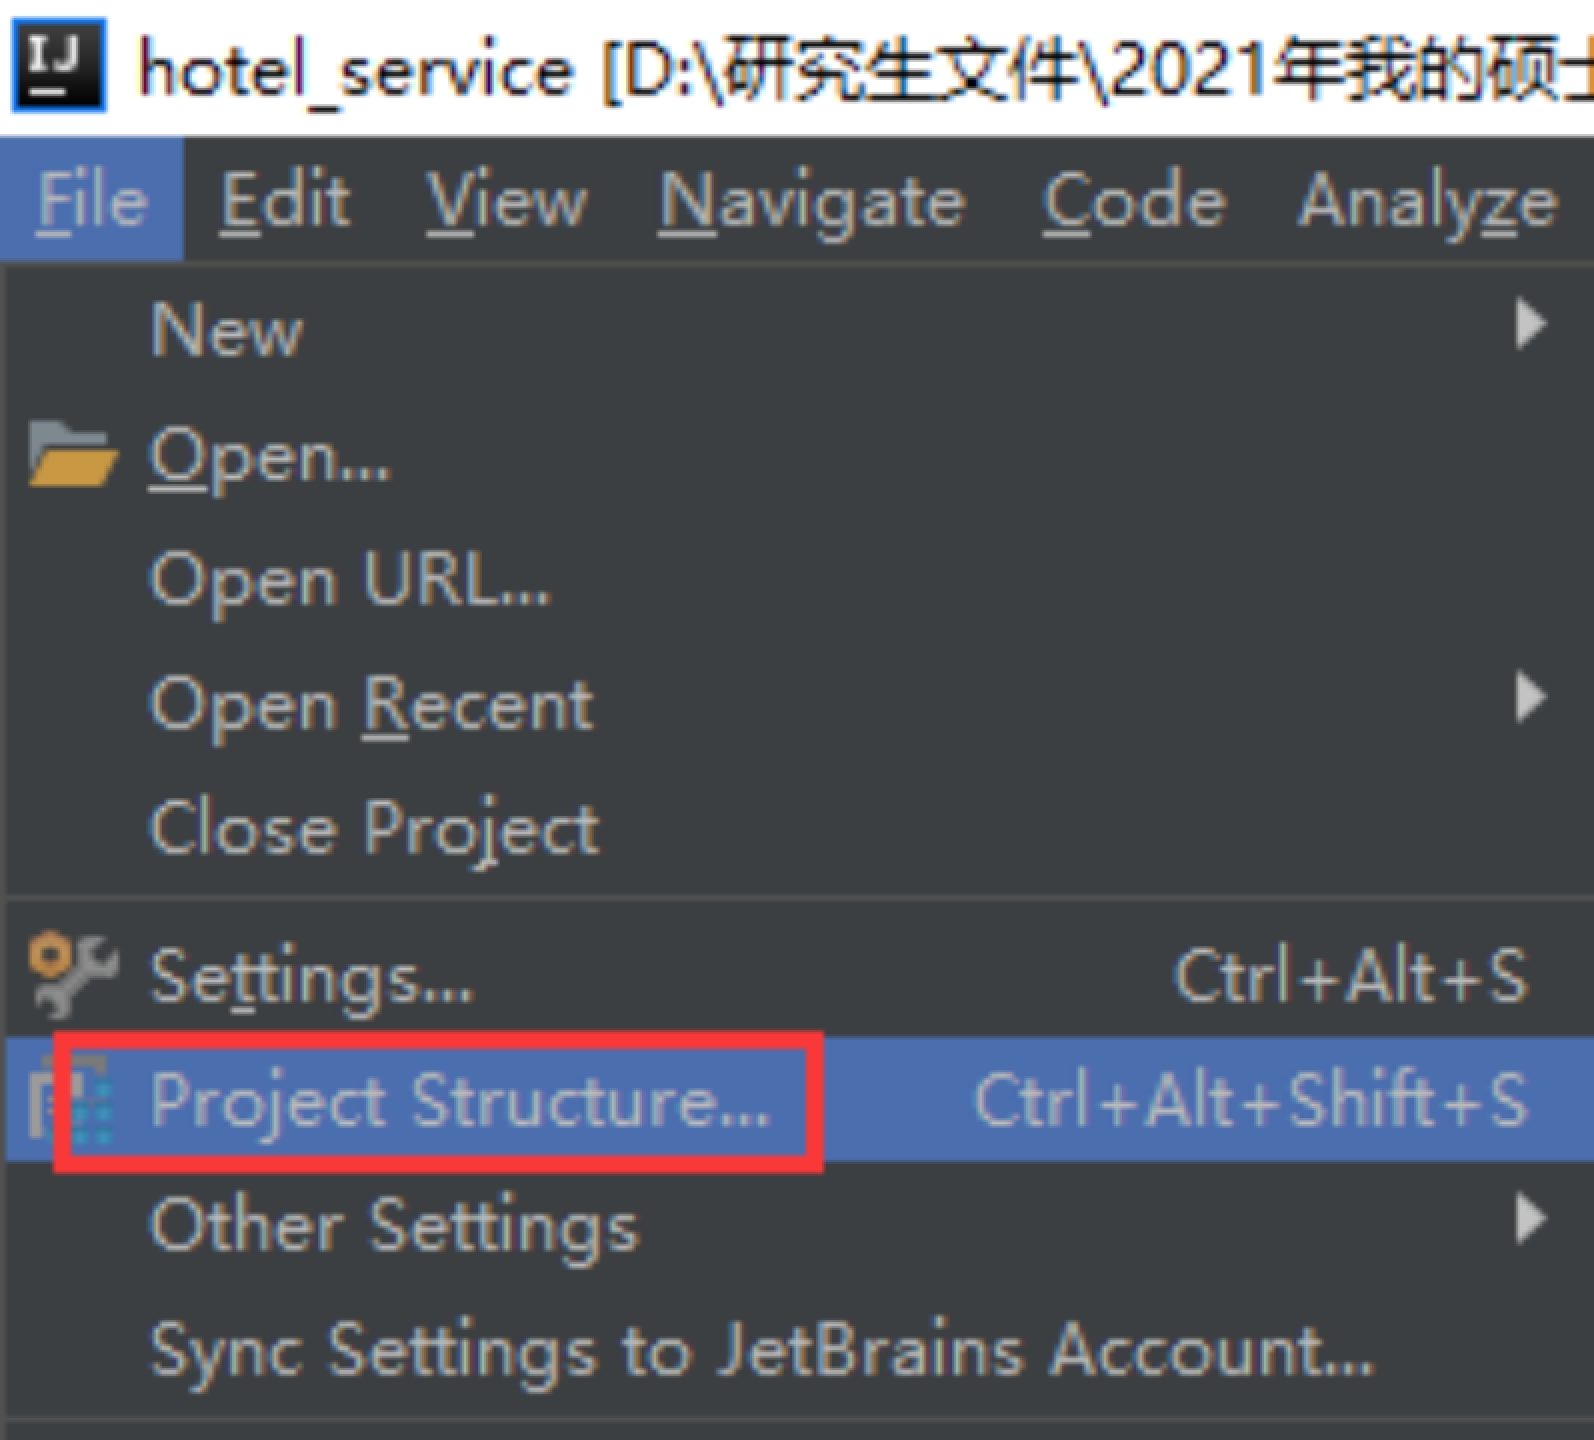 IJ
hotel_service [D:\研究生文件\2021年我的硕
File Edit View Navigate Code Analyze
New
Open...
Open URL...
Open Recent
Close Project
Settings... Ctrl+Alt+S
Project Structure... Ctrl+Alt+Shift+S
Other Settings
Sync Settings to JetBrains Account...